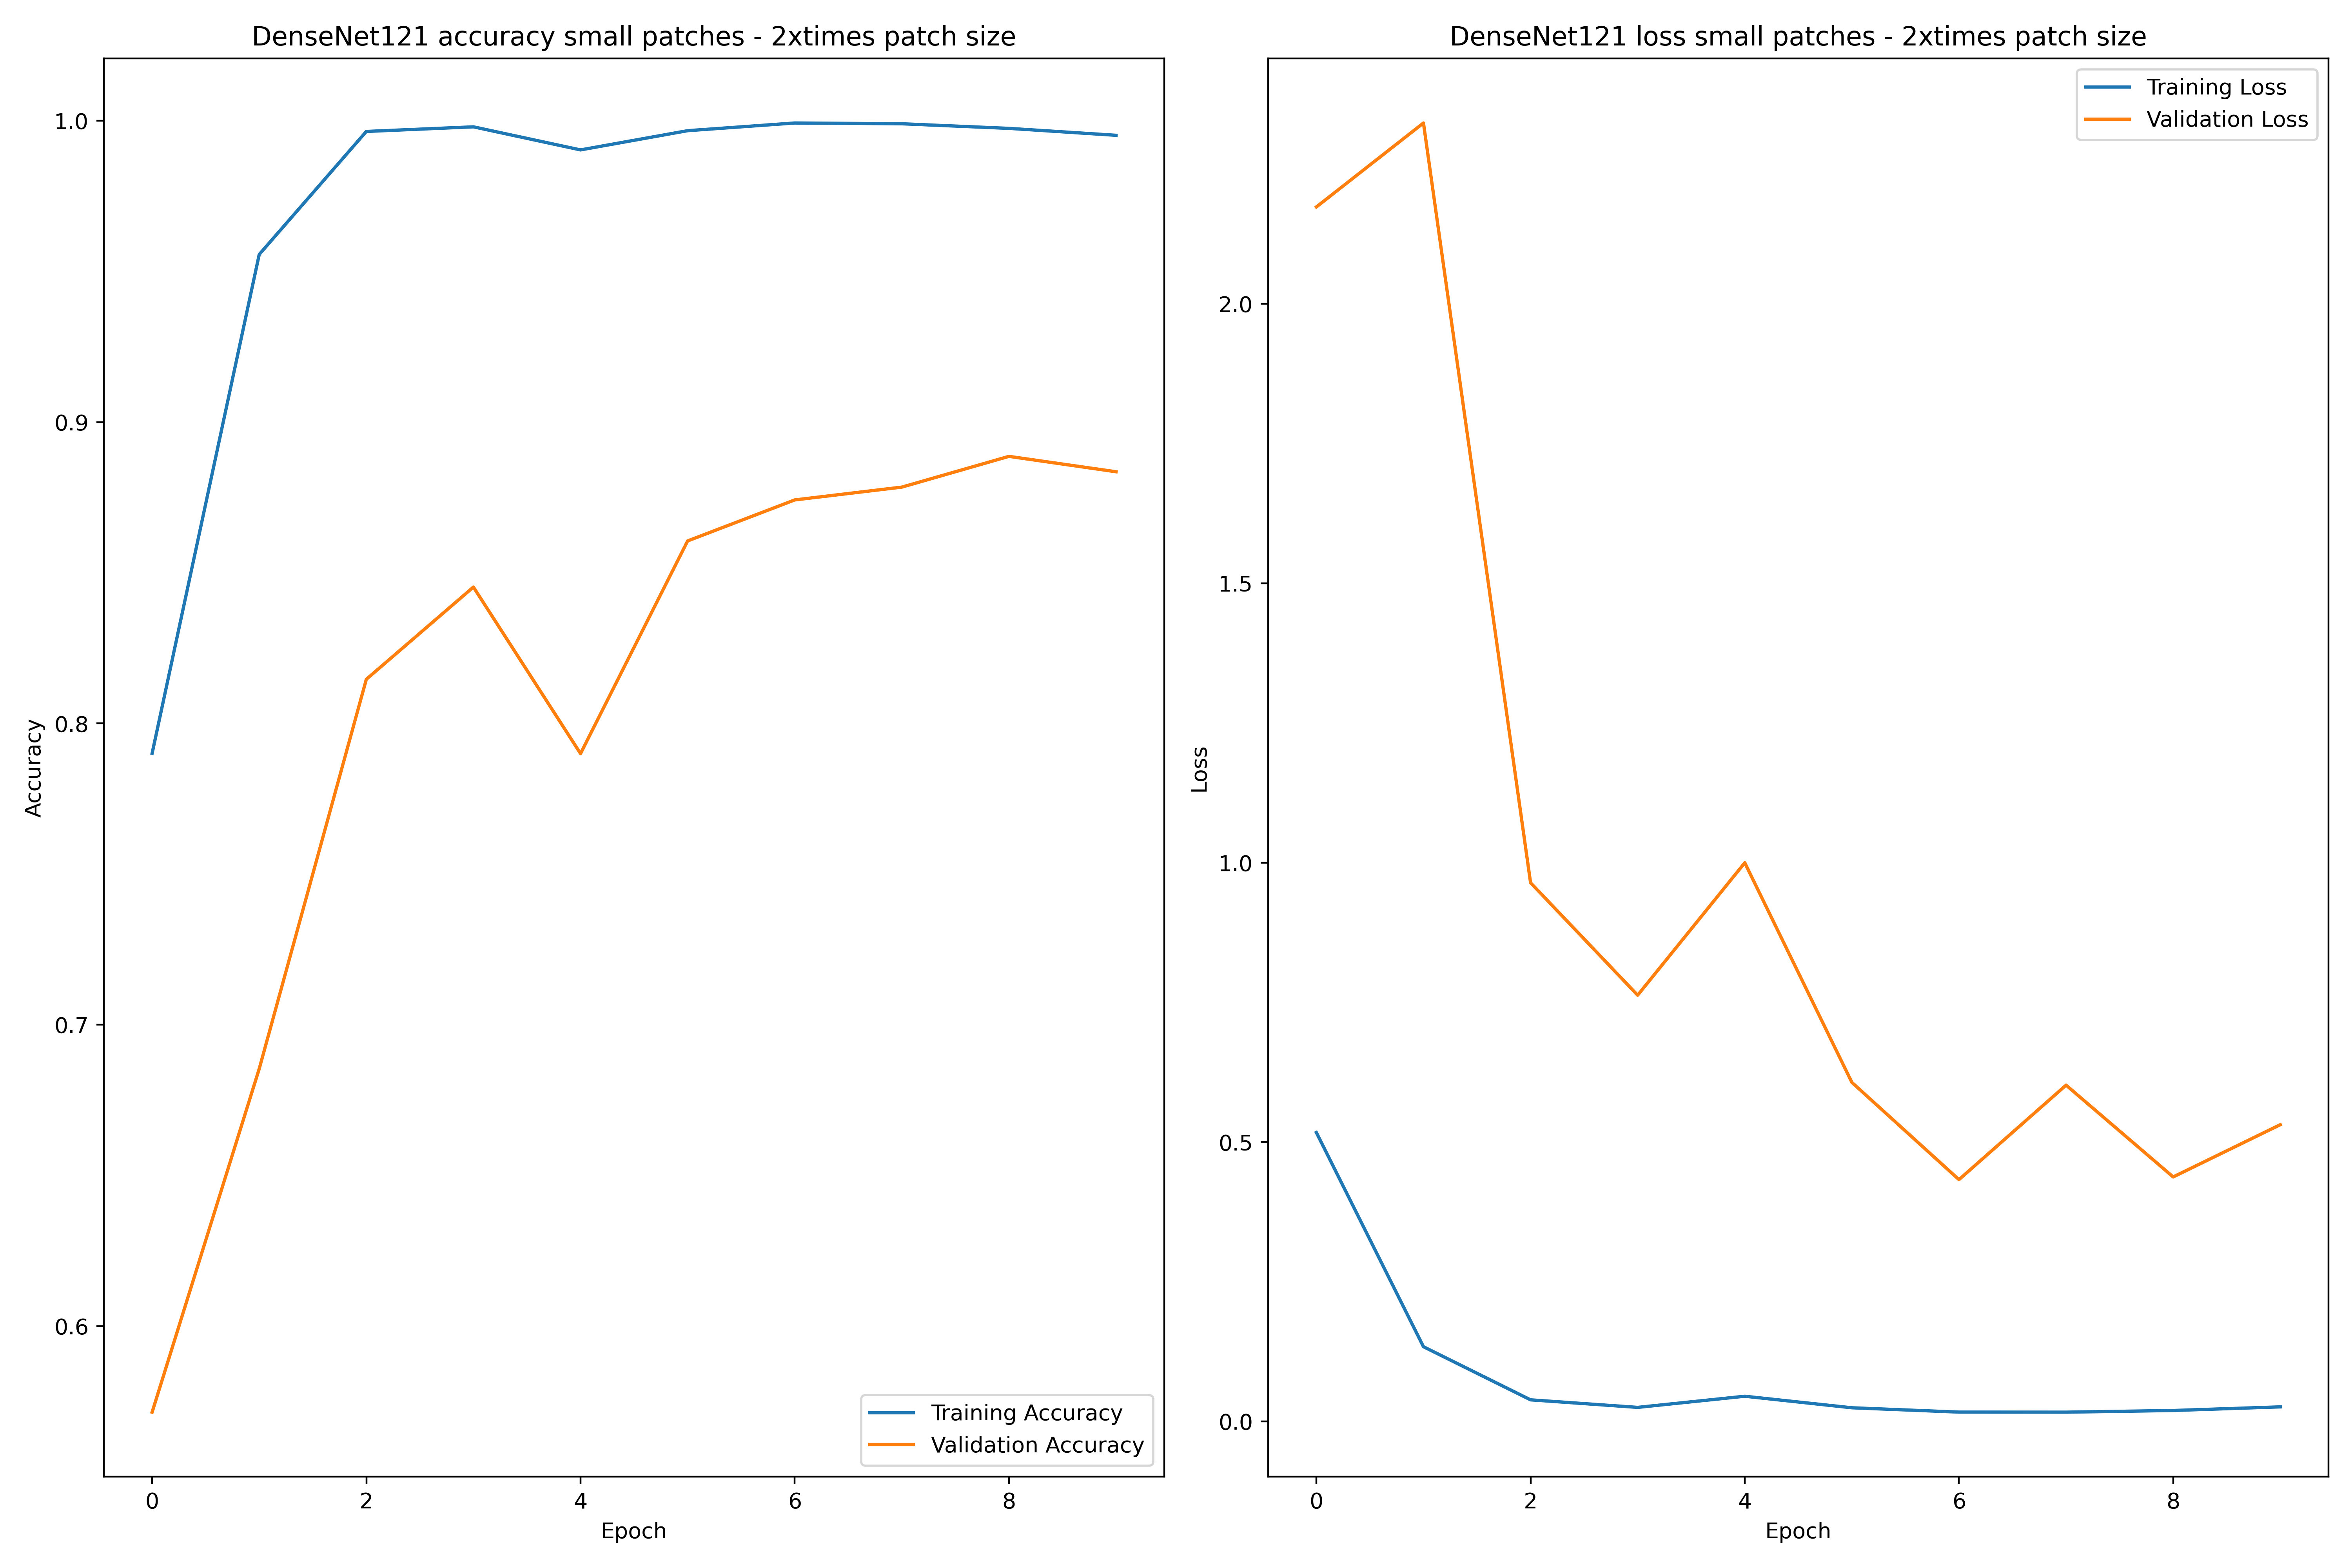 DenseNet121 accuracy small patches - 2xtimes patch size
1.0
0.9
0.8
0.7
0.6
Accuracy
0
2
4
6
8
Epoch
Training Accuracy
Validation Accuracy
DenseNet121 loss small patches - 2xtimes patch size
Training Loss
Validation Loss
2.0
1.5
1.0
0.5
0.0
Loss
0
2
4
6
8
Epoch